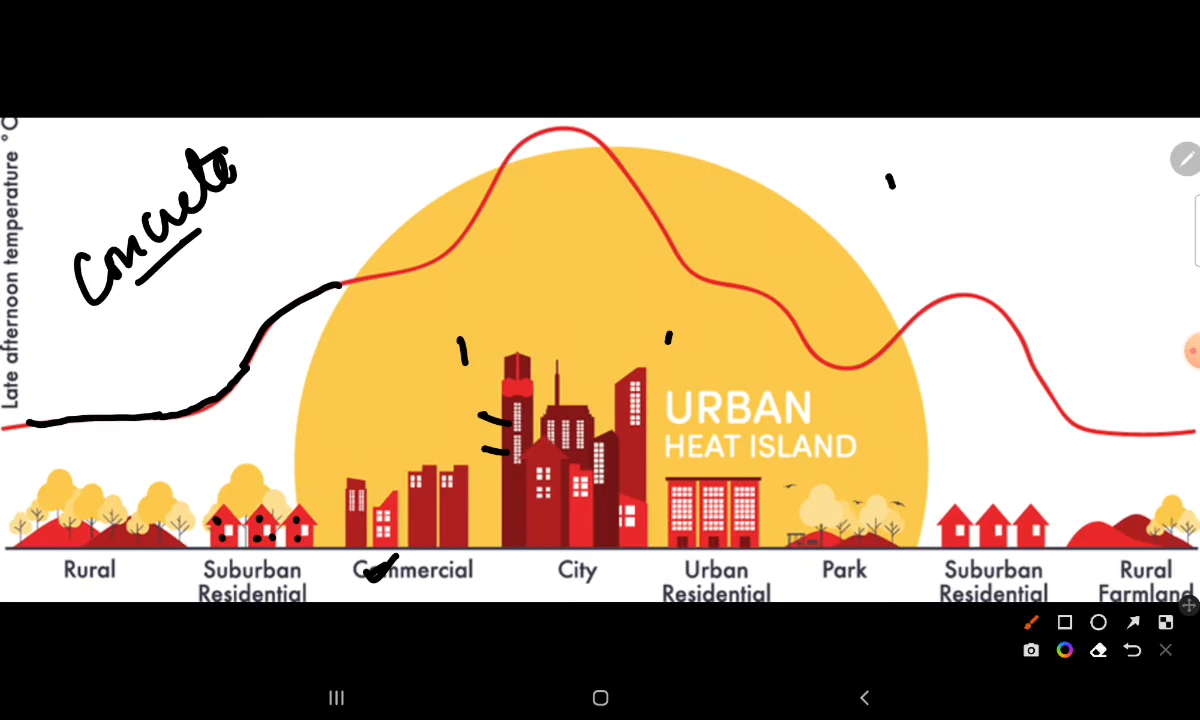 Late afternoon temperature °C
Concrete
URBAN
HEAT ISLAND
Rural
Suburban
Residential
Commercial
City
Urban
Residential
Park
Suburban
Residential
Rural
Farmland